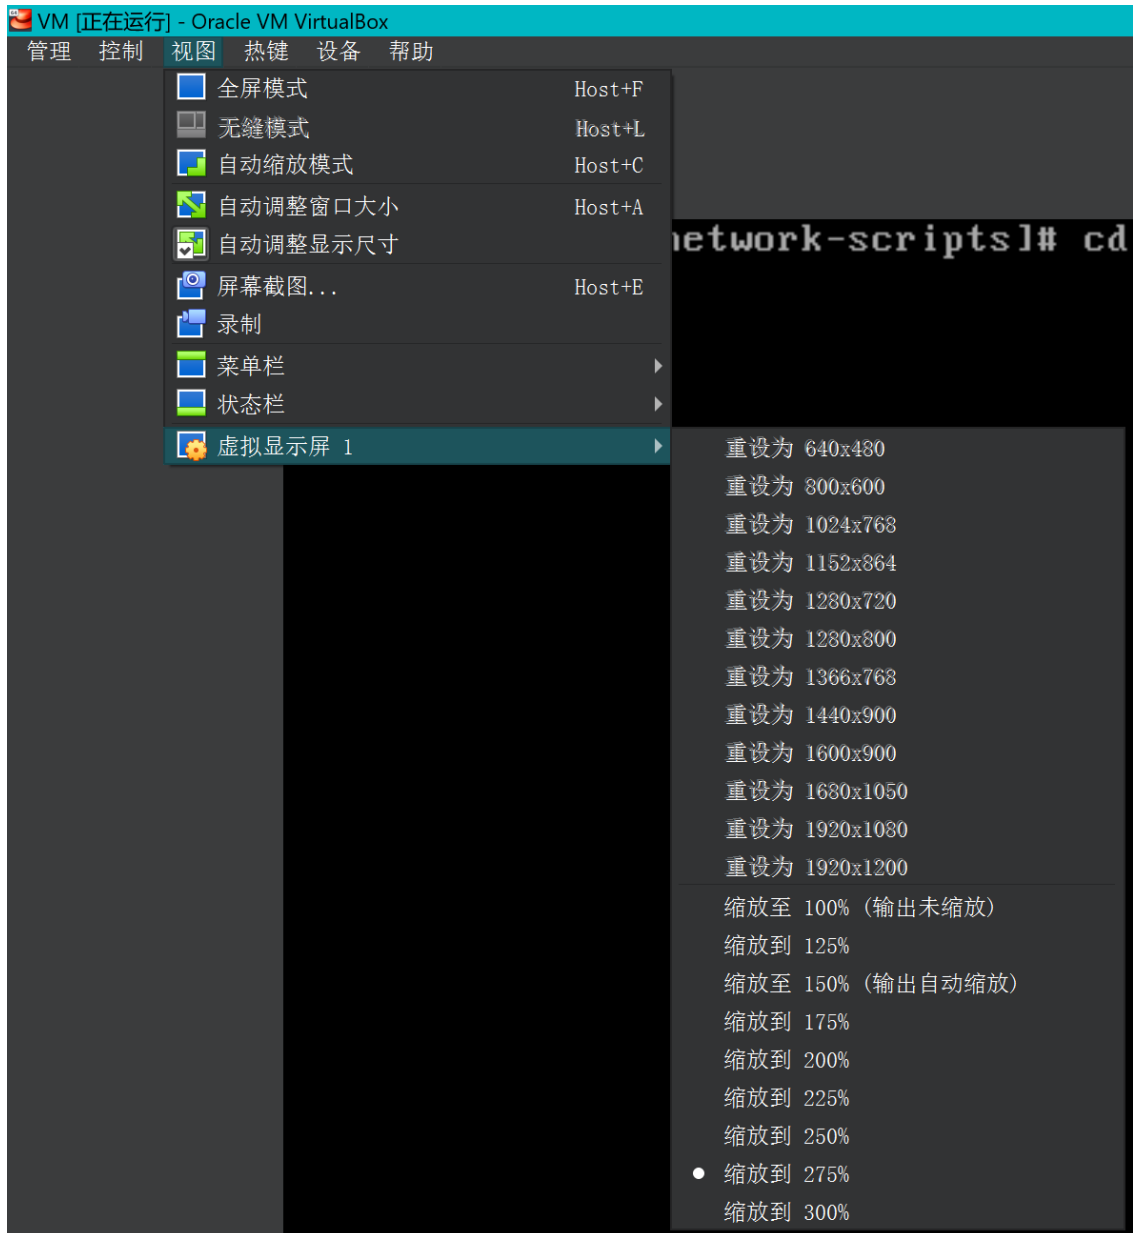 VM [正在运行] - Oracle VM VirtualBox
管理 控制 视图 热键 设备 帮助
全屏模式 Host+F
无缝模式 Host+L
自动缩放模式 Host+C
自动调整窗口大小 Host+A
自动调整显示尺寸
network-scripts]# cd
屏幕截图... Host+E
录制
菜单栏
状态栏
虚拟显示屏 1
重设为 640x480
重设为 800x600
重设为 1024x768
重设为 1152x864
重设为 1280x720
重设为 1280x800
重设为 1366x768
重设为 1440x900
重设为 1600x900
重设为 1680x1050
重设为 1920x1080
重设为 1920x1200
缩放至 100% (输出未缩放)
缩放到 125%
缩放至 150% (输出自动缩放)
缩放到 175%
缩放到 200%
缩放到 225%
缩放到 250%
缩放到 275%
缩放到 300%